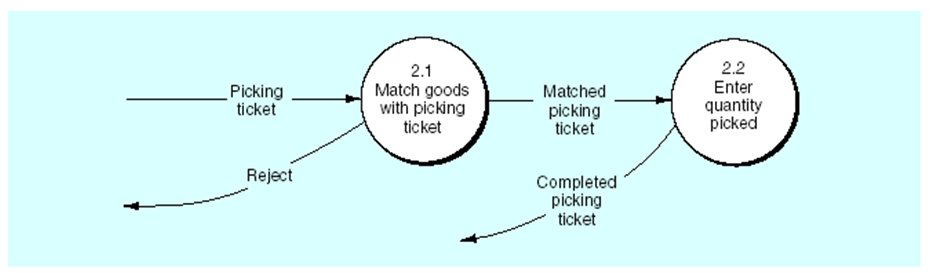 Picking
ticket
2.1
Match goods
with picking
ticket
Matched
picking
ticket
2.2
Enter
quantity
picked
Reject
Completed
picking
ticket